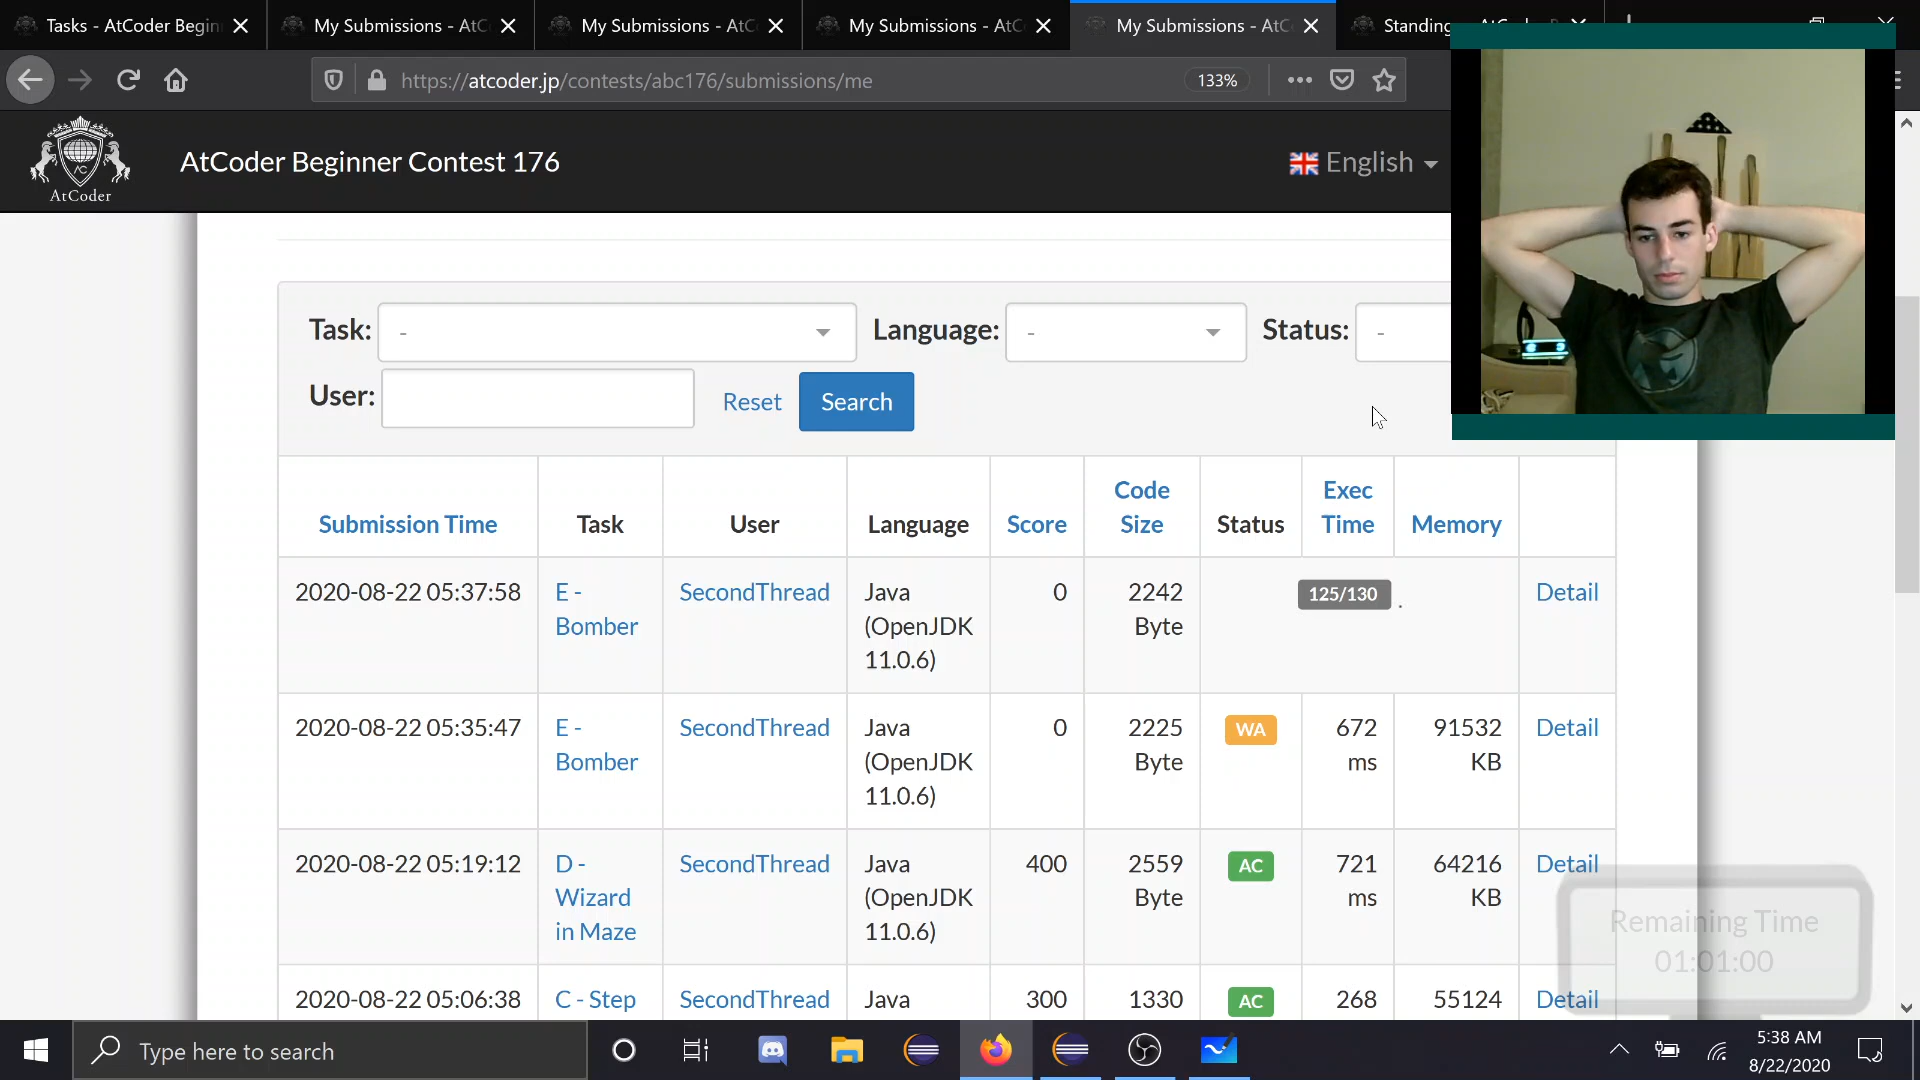 Tasks - AtCoder Begin
My Submissions - AtC
My Submissions - AtC
My Submissions - AtC
My Submissions - AtC
Standing
https://atcoder.jp/contests/abc176/submissions/me
133%
AtCoder
AtCoder Beginner Contest 176
English
Task: -
Language: -
Status: -
User:
Reset
Search
Submission Time Task User Language Score Code Size Status Exec Time Memory
2020-08-22 05:37:58 E - Bomber SecondThread Java (OpenJDK 11.0.6) 0 2242 Byte 125/130 . Detail
2020-08-22 05:35:47 E - Bomber SecondThread Java (OpenJDK 11.0.6) 0 2225 Byte WA 672 ms 91532 KB Detail
2020-08-22 05:19:12 D - Wizard in Maze SecondThread Java (OpenJDK 11.0.6) 400 2559 Byte AC 721 ms 64216 KB Detail
2020-08-22 05:06:38 C - Step SecondThread Java 300 1330 AC 268 55124 Detail
Remaining Time
01:01:00
Type here to search
5:38 AM
8/22/2020